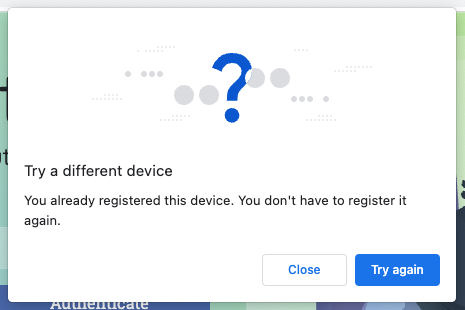 Try a different device
You already registered this device. You don't have to register it
again.
Close
Try again
Authenticate